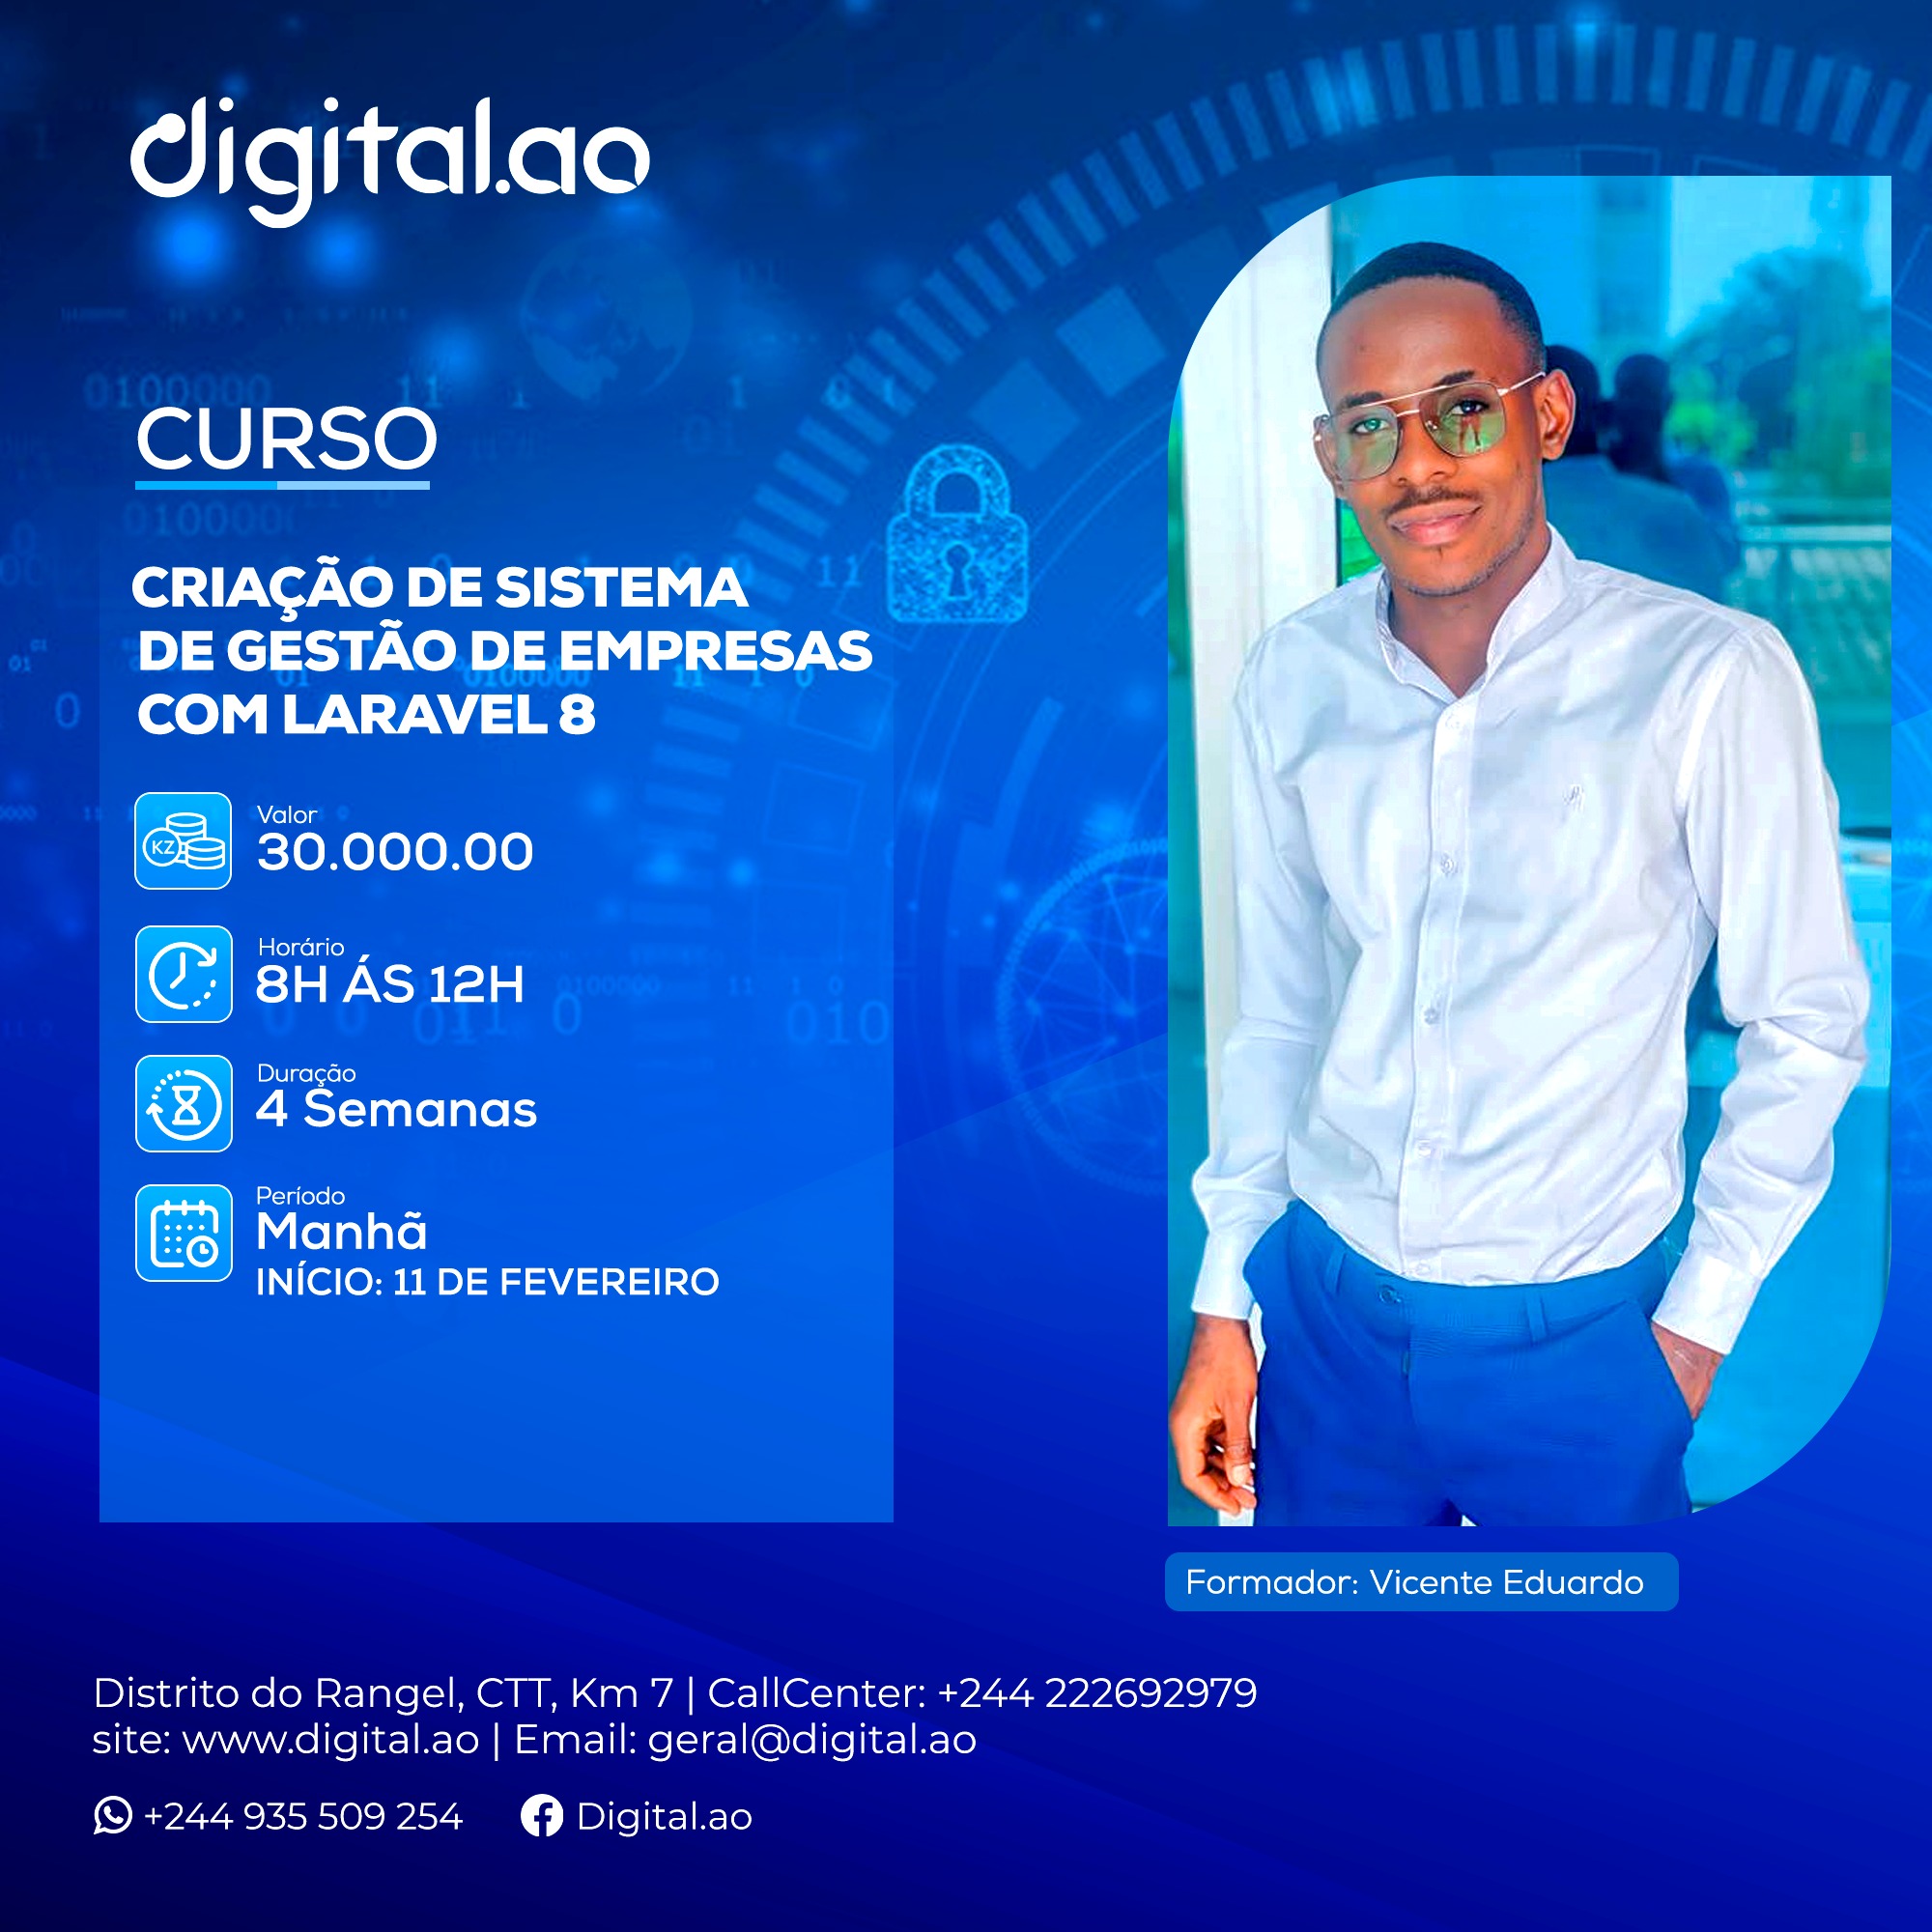 digital.ao
CURSO
CRIAÇÃO DE SISTEMA
DE GESTÃO DE EMPRESAS
COM LARAVEL 8
KZ
Valor
30.000.00
Horário
8H ÁS 12H
Duração
4 Semanas
Período
Manhã
INÍCIO: 11 DE FEVEREIRO
Formador: Vicente Eduardo
Distrito do Rangel, CTT, Km 7 | CallCenter: +244 222692979
site: www.digital.ao | Email: geral@digital.ao
+244 935 509 254
Digital.ao